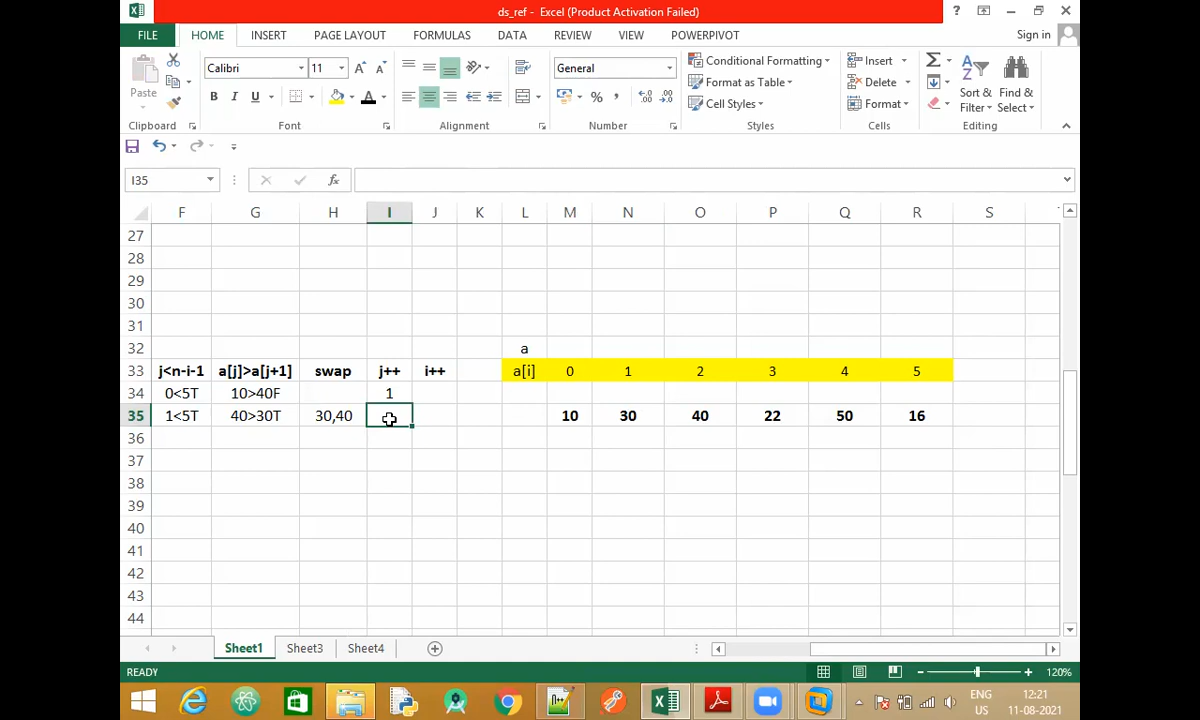 ds_ref - Excel (Product Activation Failed)
?
FILE HOME INSERT PAGE LAYOUT FORMULAS DATA REVIEW VIEW POWERPIVOT Sign in
Paste Calibri 11 A A General Conditional Formatting Insert Sort & Find &
B I U A % , Format as Table Delete Filter Select
Cell Styles Format
Clipboard Font Alignment Number Styles Cells Editing
I35 fx
F G H I J K L M N O P Q R S
27
28
29
30
31
32 a
33 j<n-i-1 a[j]>a[j+1] swap j++ i++ a[i] 0 1 2 3 4 5
34 0<5T 10>40F 1
35 1<5T 40>30T 30,40 10 30 40 22 50 16
36
37
38
39
40
41
42
43
44
Sheet1 Sheet3 Sheet4
READY 120%
ENG 12:21
US 11-08-2021